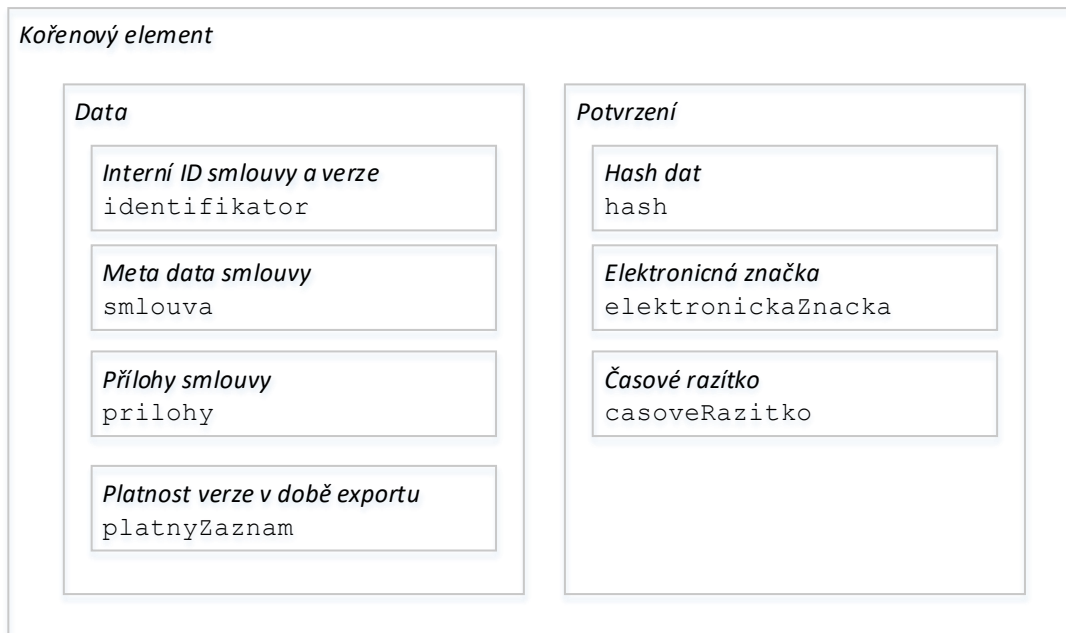 Kořenový element
Data
Interní ID smlouvy a verze
identifikator
Meta data smlouvy
smlouva
Přílohy smlouvy
prilohy
Platnost verze v době exportu
platnyZaznam
Potvrzení
Hash dat
hash
Elektronicná značka
elektronickaZnacka
Časové razítko
casoveRazitko